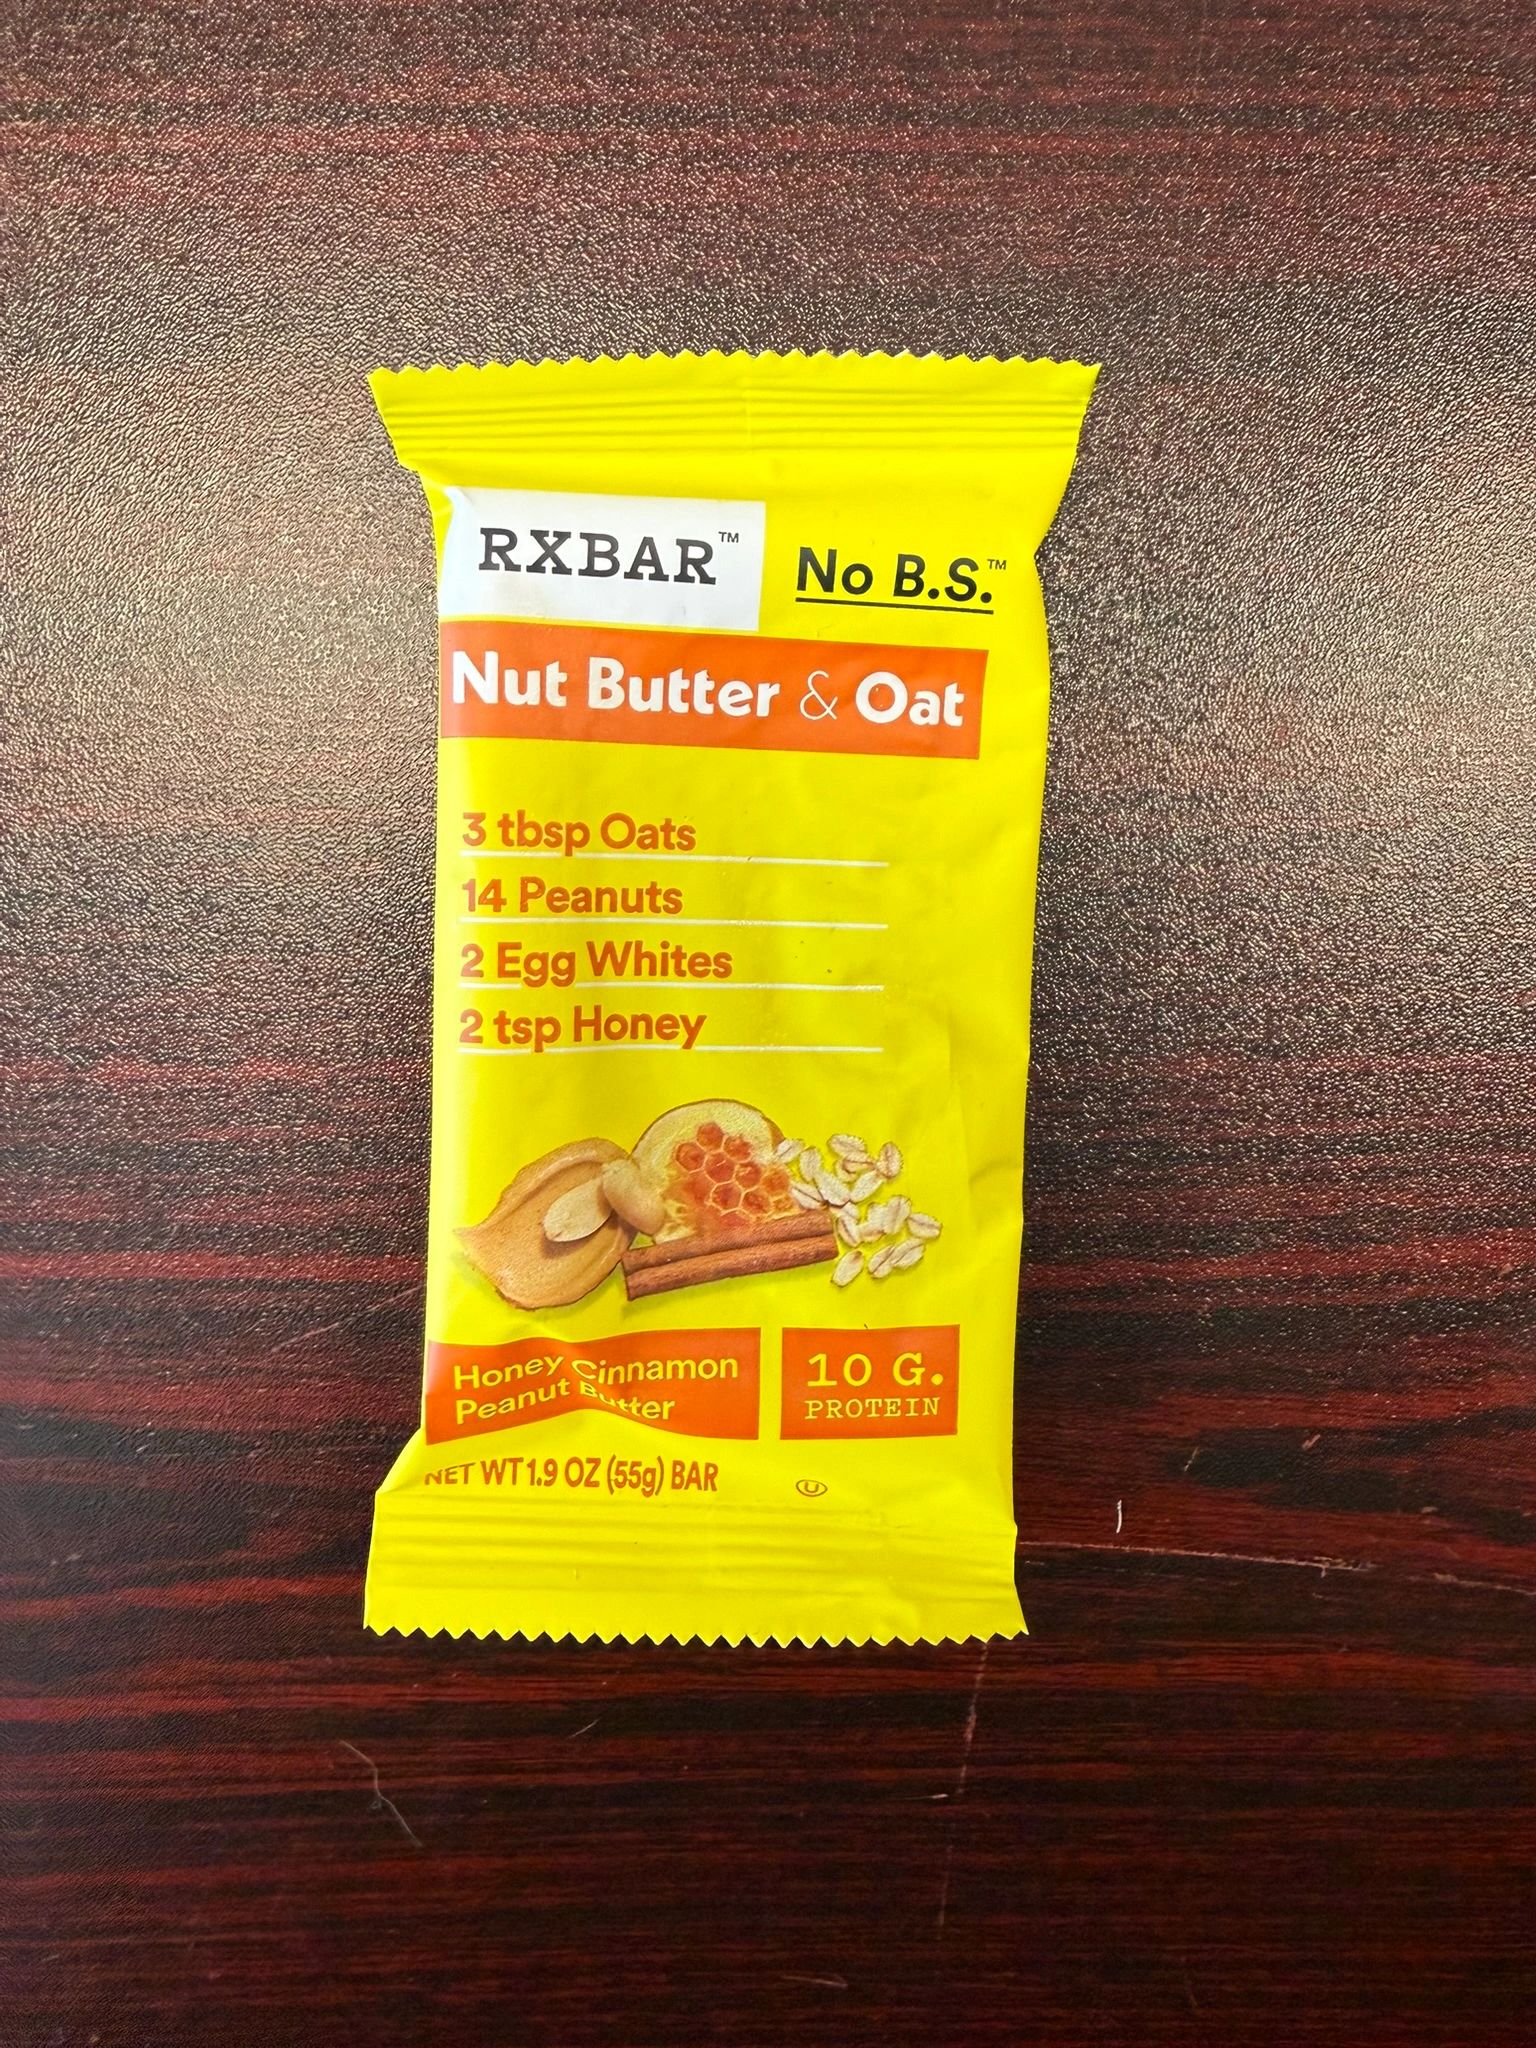 RXBAR™
No B.S.™
Nut Butter & Oat
3 tbsp Oats
14 Peanuts
2 Egg Whites
2 tsp Honey
Honey Cinnamon
Peanut Butter
10 G.
PROTEIN
NET WT 1.9 OZ (55g) BAR
U